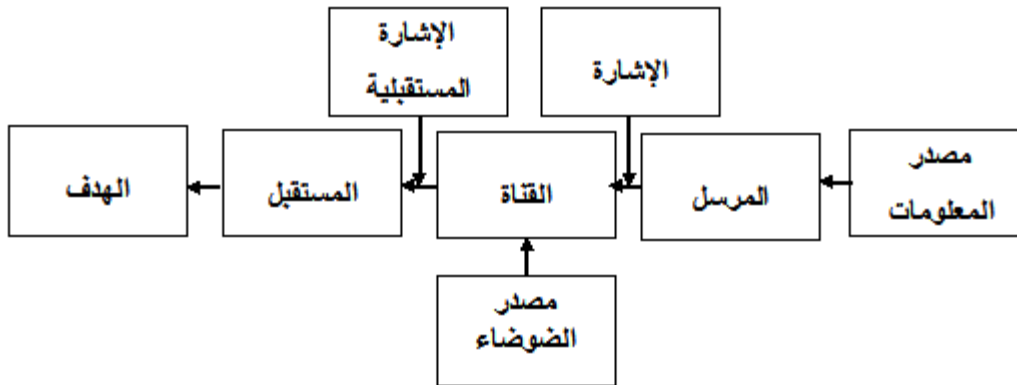 الإشارة
الإشارة
المستقبلية
مصدر
المعلومات
المرسل
القناة
المستقبل
الهدف
مصدر
الضوضاء